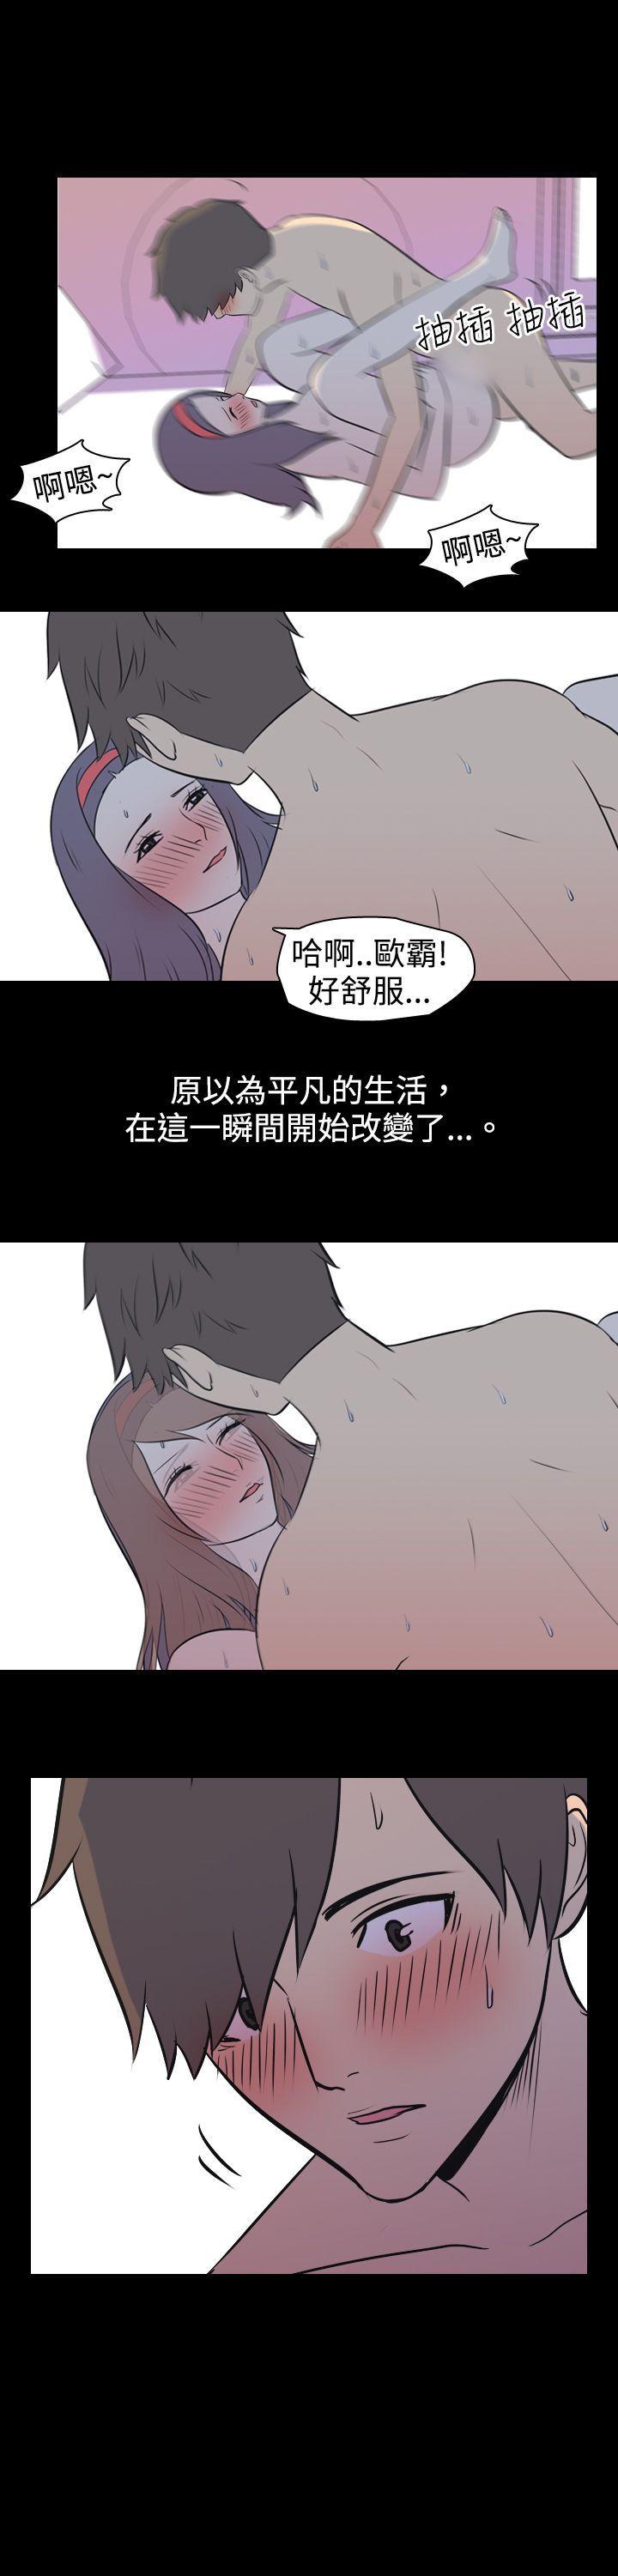 抽插 抽插
啊嗯~
啊嗯~
哈啊..歐霸!
好舒服...
原以為平凡的生活，
在這一瞬間開始改變了...。